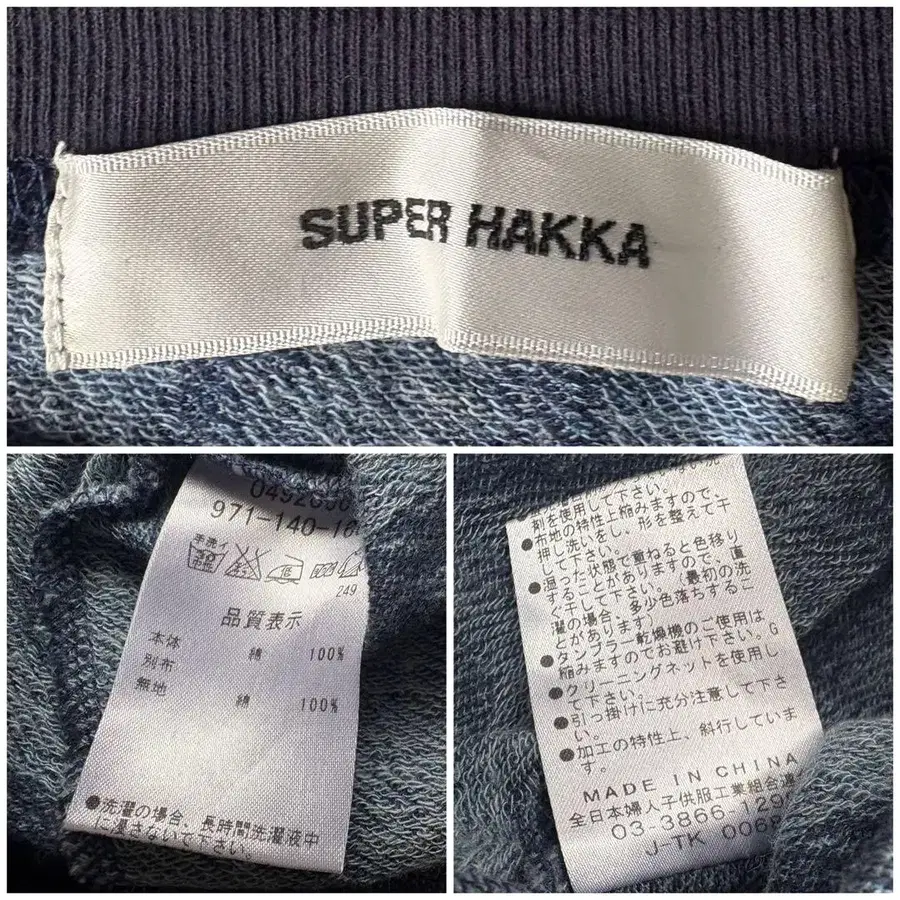 SUPER HAKKA
971-140-16
手洗イ
30
中性
低
249
品質表示
本体
綿 100%
別布
無地
綿 100%
●洗濯の場合、長時間洗濯液中
に浸さないで下さい。
剤を使用して下さい。
●布地の特性上縮みますので、
押し洗いをし、形を整えて干
して下さい。
●湿った状態で重ねると色移り
することがありますので、直
ぐ干して下さい。（最初の洗
濯の場合、多少色落ちするこ
とがあります）
●タンブラー乾燥機のご使用は
縮みますのでお避け下さい。G
●クリーニングネットを使用し
て下さい。
●引っ掛けに充分注意して下さ
い。
●加工の特性上、斜行していま
す。
MADE IN CHINA
全日本婦人子供服工業組合連
03-3866-129
J-TK 0068